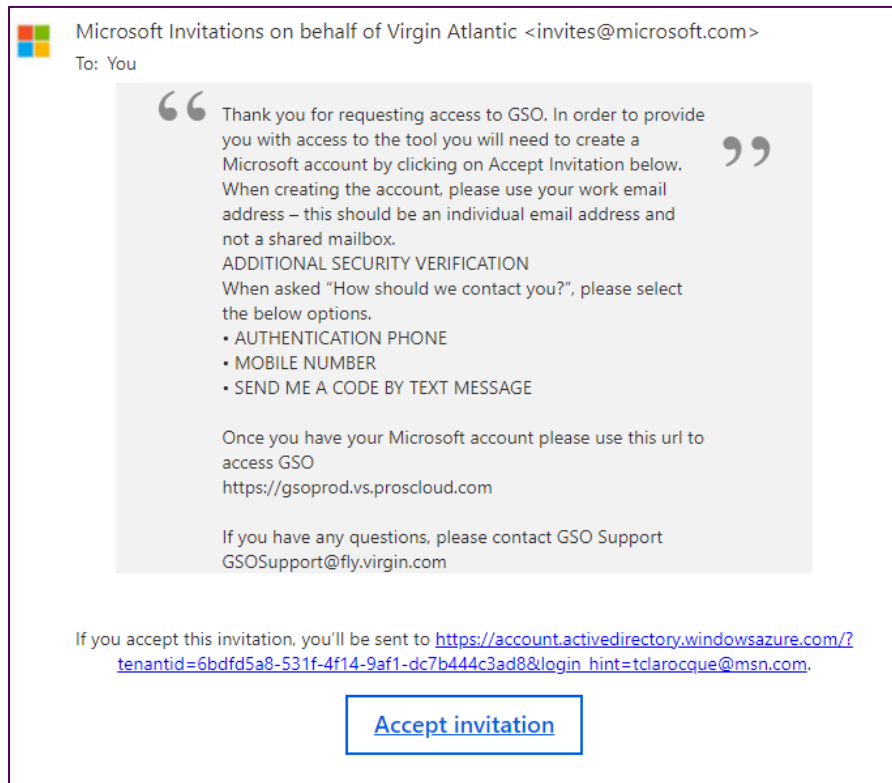 Microsoft Invitations on behalf of Virgin Atlantic <invites@microsoft.com>
To: You
“ Thank you for requesting access to GSO. In order to provide
you with access to the tool you will need to create a
Microsoft account by clicking on Accept Invitation below. ”
When creating the account, please use your work email
address – this should be an individual email address and
not a shared mailbox.
ADDITIONAL SECURITY VERIFICATION
When asked “How should we contact you?”, please select
the below options.
• AUTHENTICATION PHONE
• MOBILE NUMBER
• SEND ME A CODE BY TEXT MESSAGE
Once you have your Microsoft account please use this url to
access GSO
https://gsoprod.vs.proscloud.com
If you have any questions, please contact GSO Support
GSOSupport@fly.virgin.com
If you accept this invitation, you’ll be sent to https://account.activedirectory.windowsazure.com/?
tenantid=6bdfd5a8-531f-4f14-9af1-dc7b444c3ad8&login_hint=tclarocque@msn.com.
Accept invitation